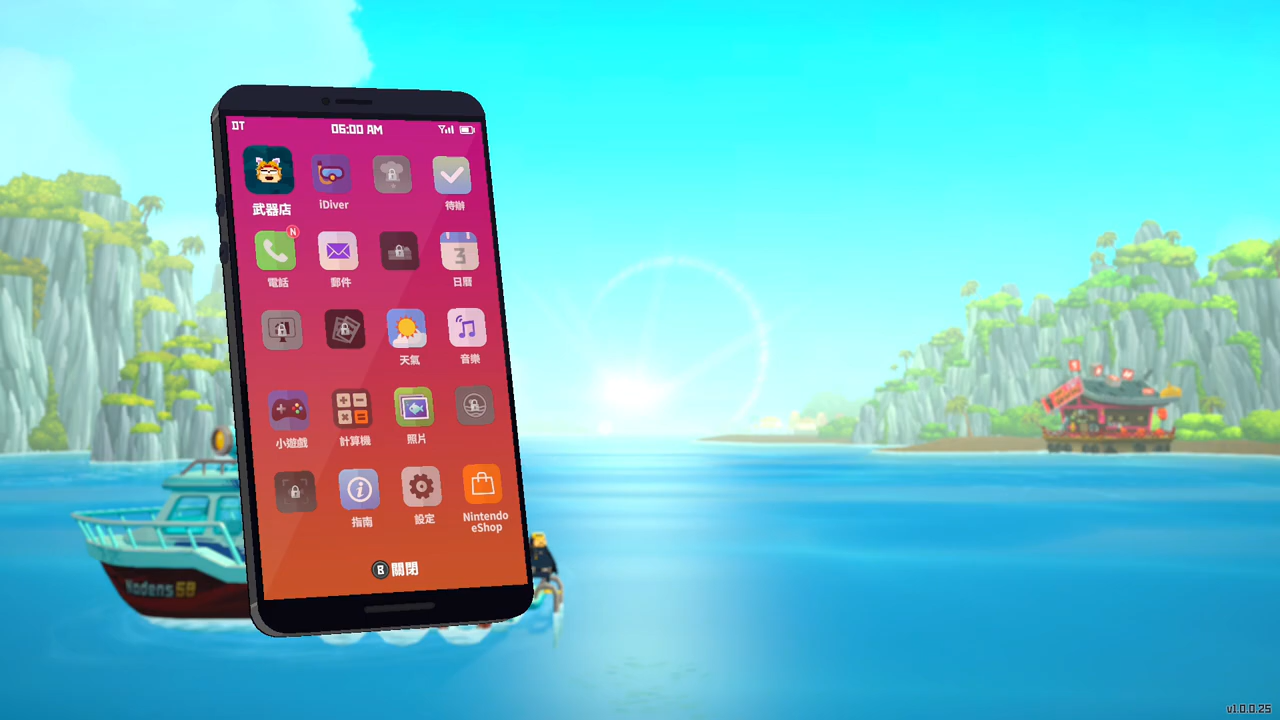 DT
06:00 AM
武器店
iDiver
待辦
N
電話
郵件
3
日曆
天氣
音樂
小遊戲
計算機
照片
指南
設定
Nintendo
eShop
B 關閉
Nodens 58
v1.0.0.25